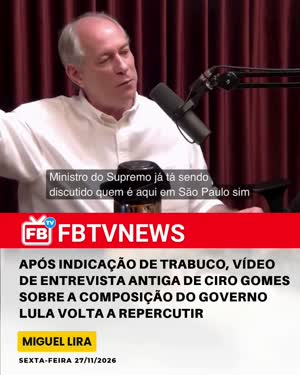 Ministro do Supremo já tá sendo
discutido quem é aqui em São Paulo sim
FB TV FBTVNEWS
APÓS INDICAÇÃO DE TRABUCO, VÍDEO
DE ENTREVISTA ANTIGA DE CIRO GOMES
SOBRE A COMPOSIÇÃO DO GOVERNO
LULA VOLTA A REPERCUTIR
MIGUEL LIRA
SEXTA-FEIRA 27/11/2026